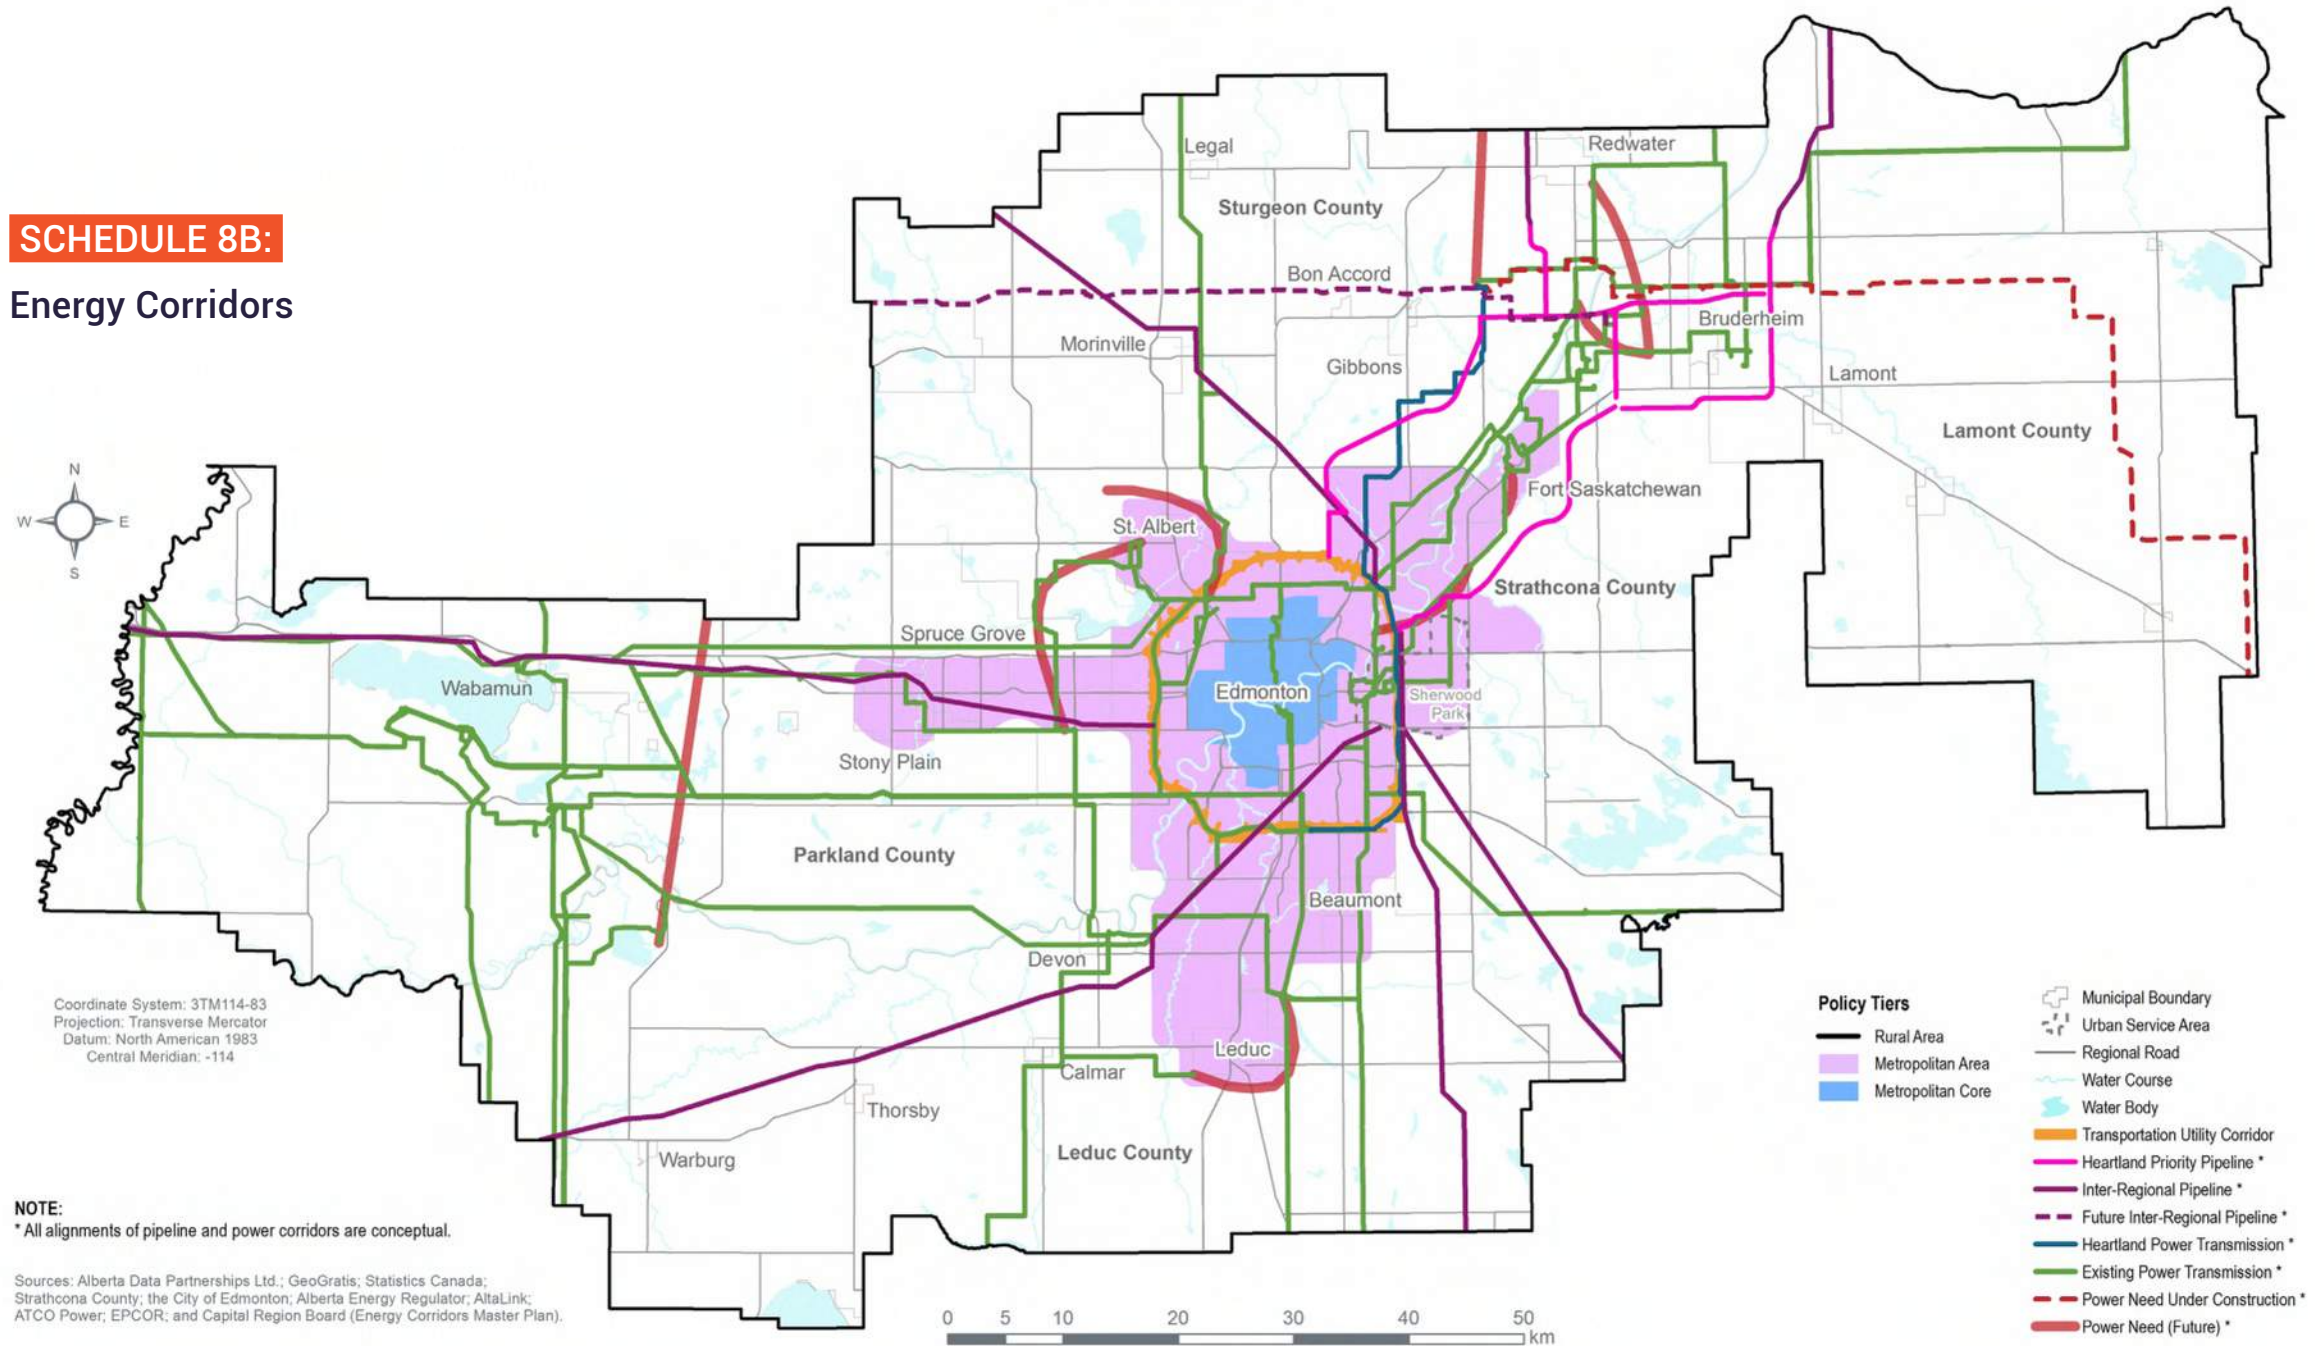 SCHEDULE 8B:
Energy Corridors
N
W
E
S
Legal
Redwater
Sturgeon County
Bon Accord
Bruderheim
Morinville
Gibbons
Lamont
Lamont County
Fort Saskatchewan
St. Albert
Strathcona County
Spruce Grove
Wabamun
Edmonton
Sherwood
Park
Stony Plain
Parkland County
Beaumont
Devon
Leduc
Calmar
Thorsby
Leduc County
Warburg
Coordinate System: 3TM114-83
Projection: Transverse Mercator
Datum: North American 1983
Central Meridian: -114
Policy Tiers
Rural Area
Metropolitan Area
Metropolitan Core
Municipal Boundary
Urban Service Area
Regional Road
Water Course
Water Body
Transportation Utility Corridor
Heartland Priority Pipeline *
Inter-Regional Pipeline *
Future Inter-Regional Pipeline *
Heartland Power Transmission *
Existing Power Transmission *
Power Need Under Construction *
Power Need (Future) *
NOTE:
* All alignments of pipeline and power corridors are conceptual.
Sources: Alberta Data Partnerships Ltd.; GeoGratis; Statistics Canada;
Strathcona County; the City of Edmonton; Alberta Energy Regulator; AltaLink;
ATCO Power; EPCOR; and Capital Region Board (Energy Corridors Master Plan).
0 5 10 20 30 40 50
km